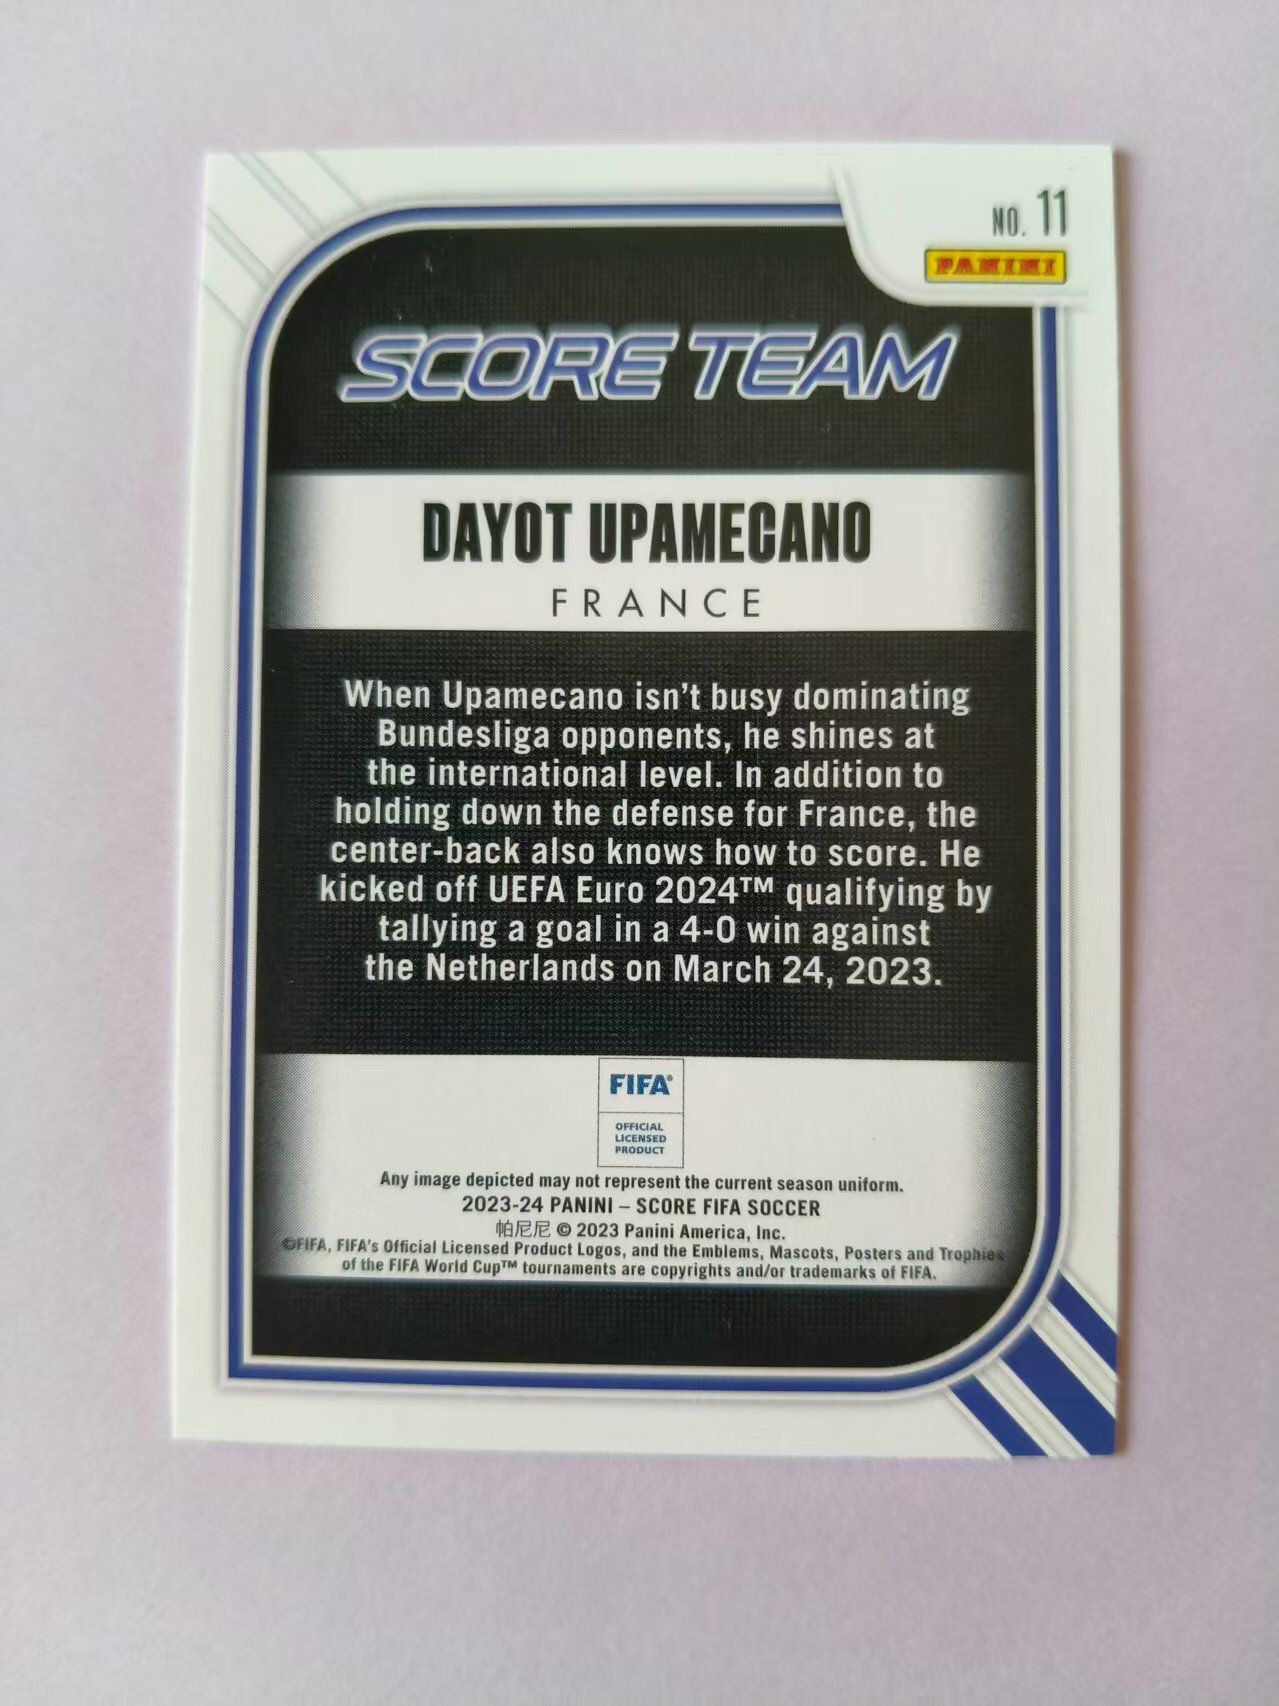 NO. 11
PANINI
SCORE TEAM
DAYOT UPAMECANO
FRANCE
When Upamecano isn't busy dominating
Bundesliga opponents, he shines at
the international level. In addition to
holding down the defense for France, the
center-back also knows how to score. He
kicked off UEFA Euro 2024™ qualifying by
tallying a goal in a 4-0 win against
the Netherlands on March 24, 2023.
FIFA®
OFFICIAL
LICENSED
PRODUCT
Any image depicted may not represent the current season uniform.
2023-24 PANINI – SCORE FIFA SOCCER
帕尼尼 © 2023 Panini America, Inc.
©FIFA, FIFA's Official Licensed Product Logos, and the Emblems, Mascots, Posters and Trophies
of the FIFA World Cup™ tournaments are copyrights and/or trademarks of FIFA.